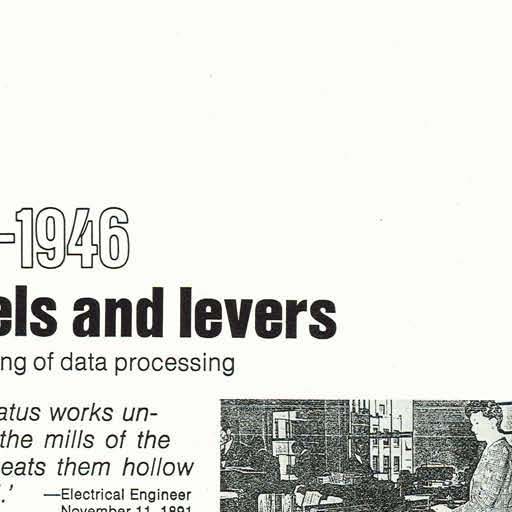 -1946
els and levers
ng of data processing
atus works un-
the mills of the
eats them hollow
.'
—Electrical Engineer
November 11, 1891